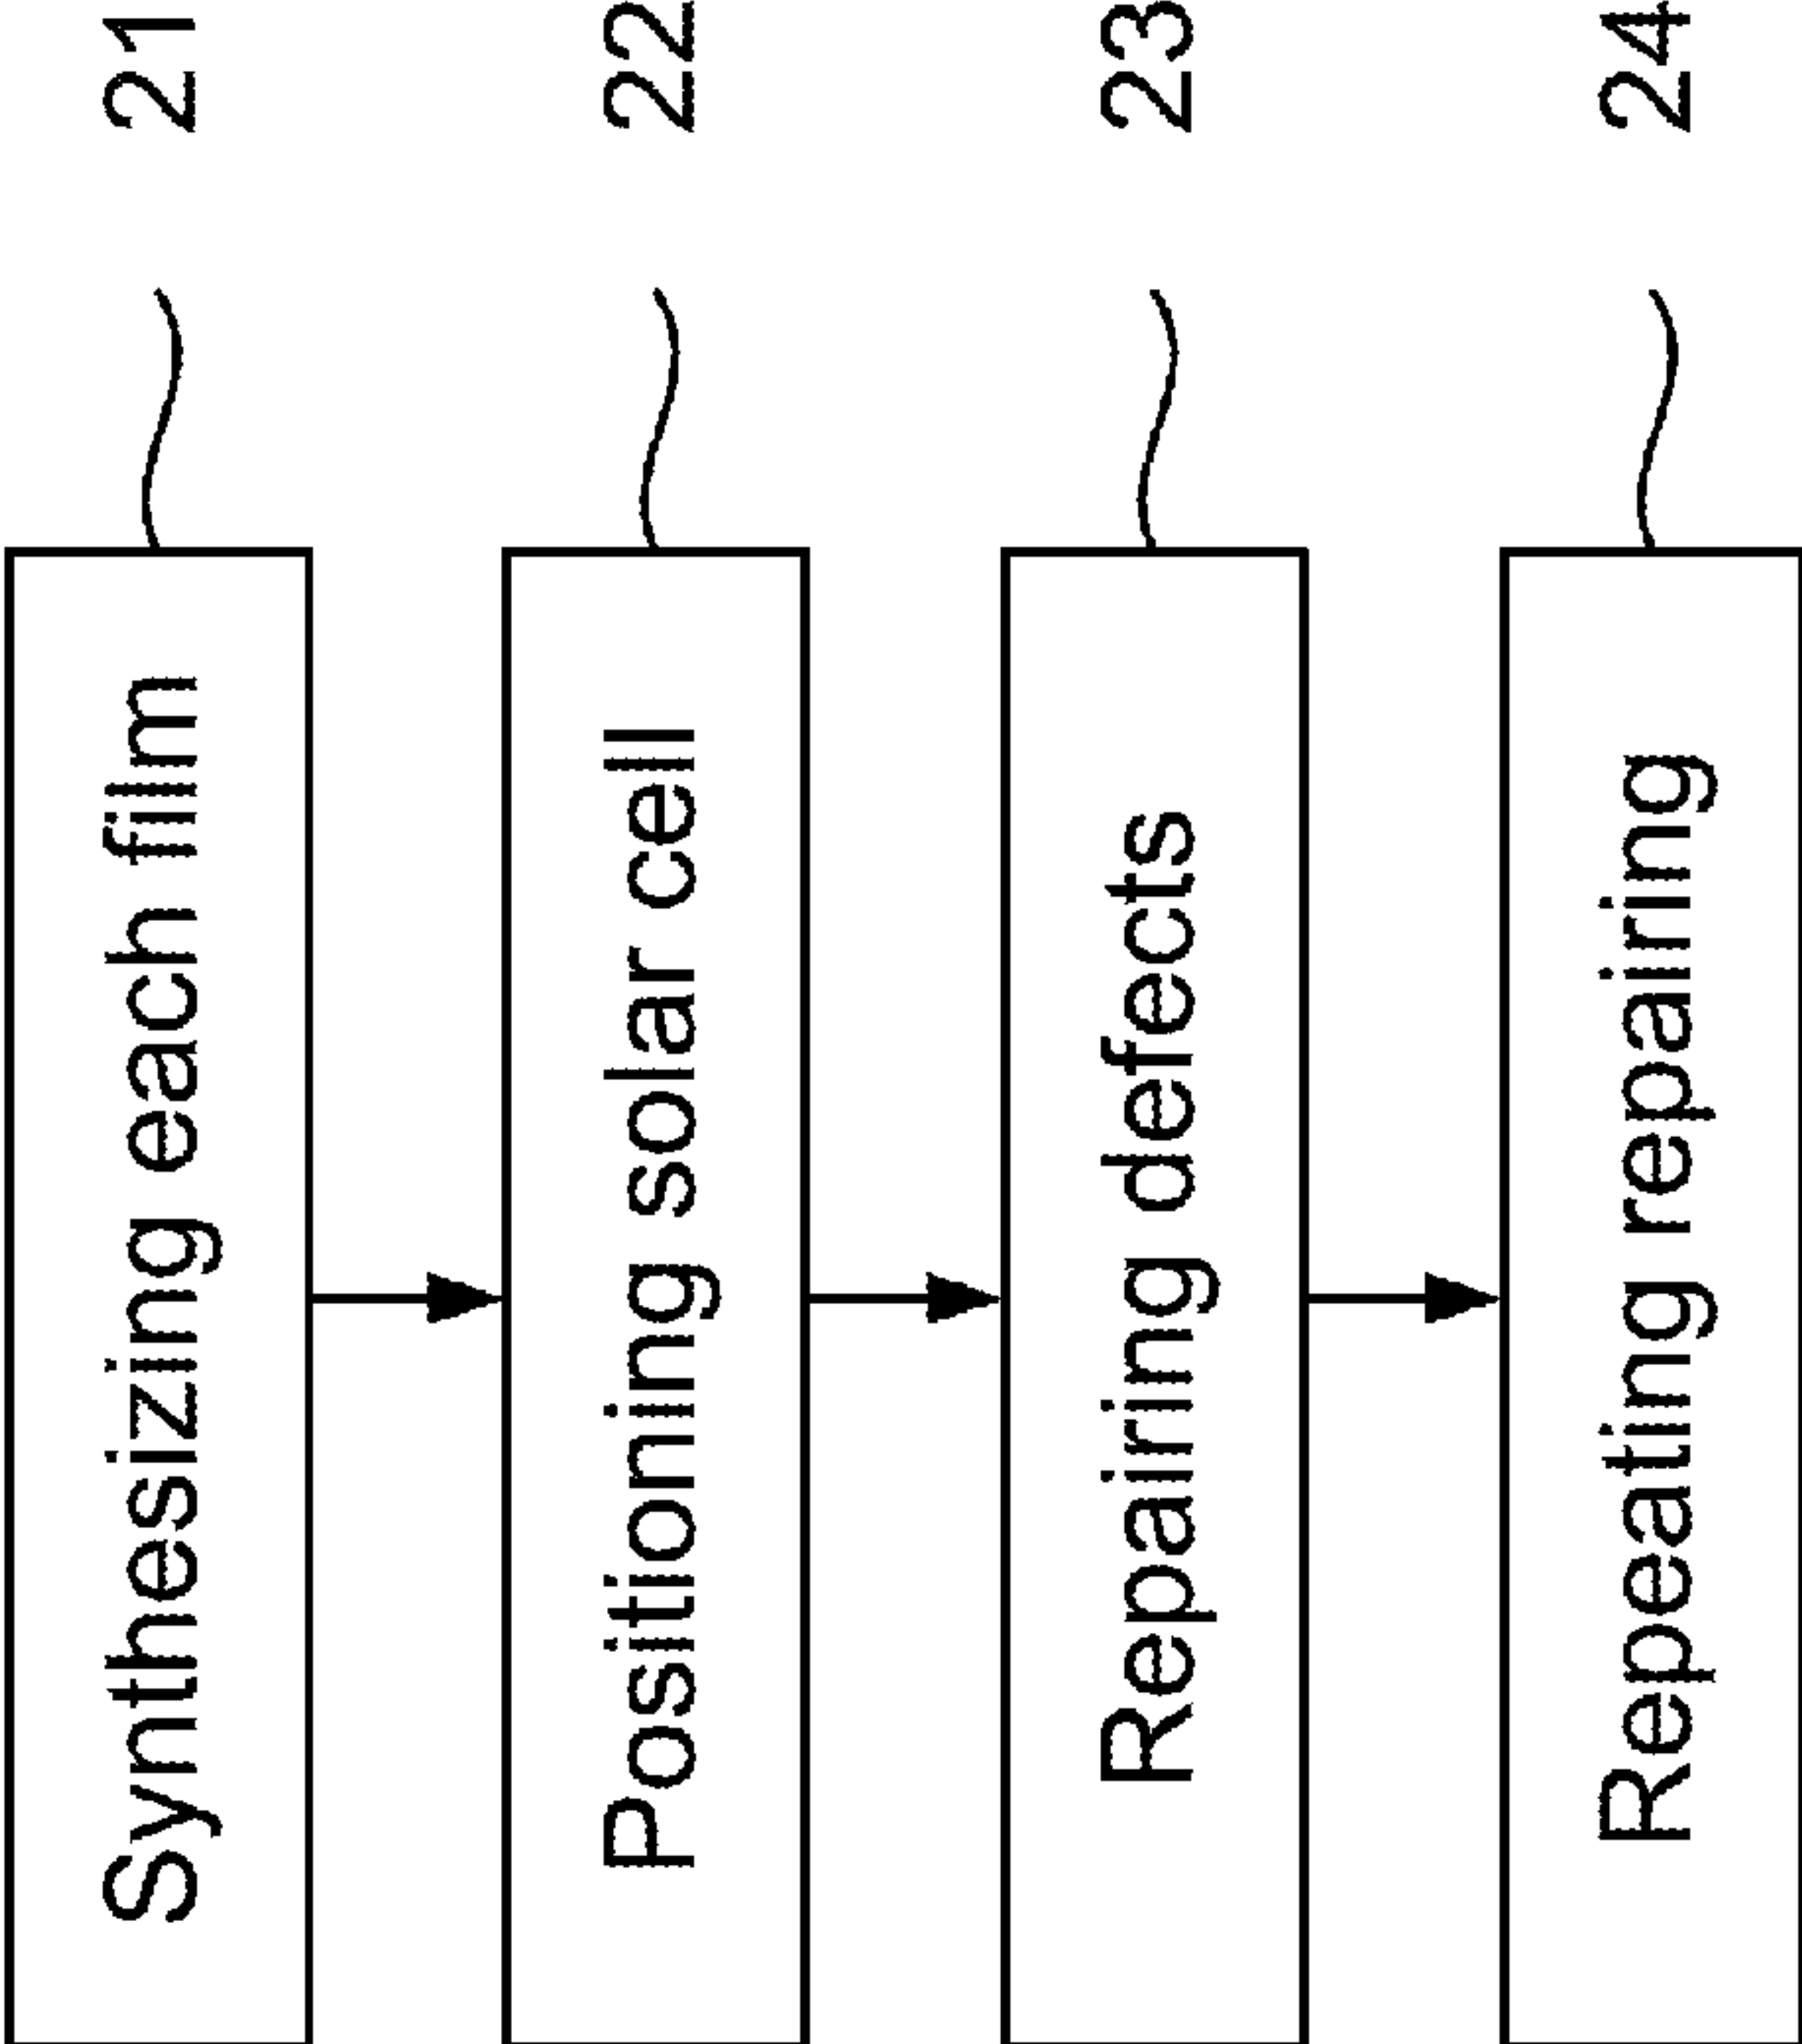 Synthesizing each film 21
Positioning solar cell 22
Repairing defects 23
Repeating repairing 24